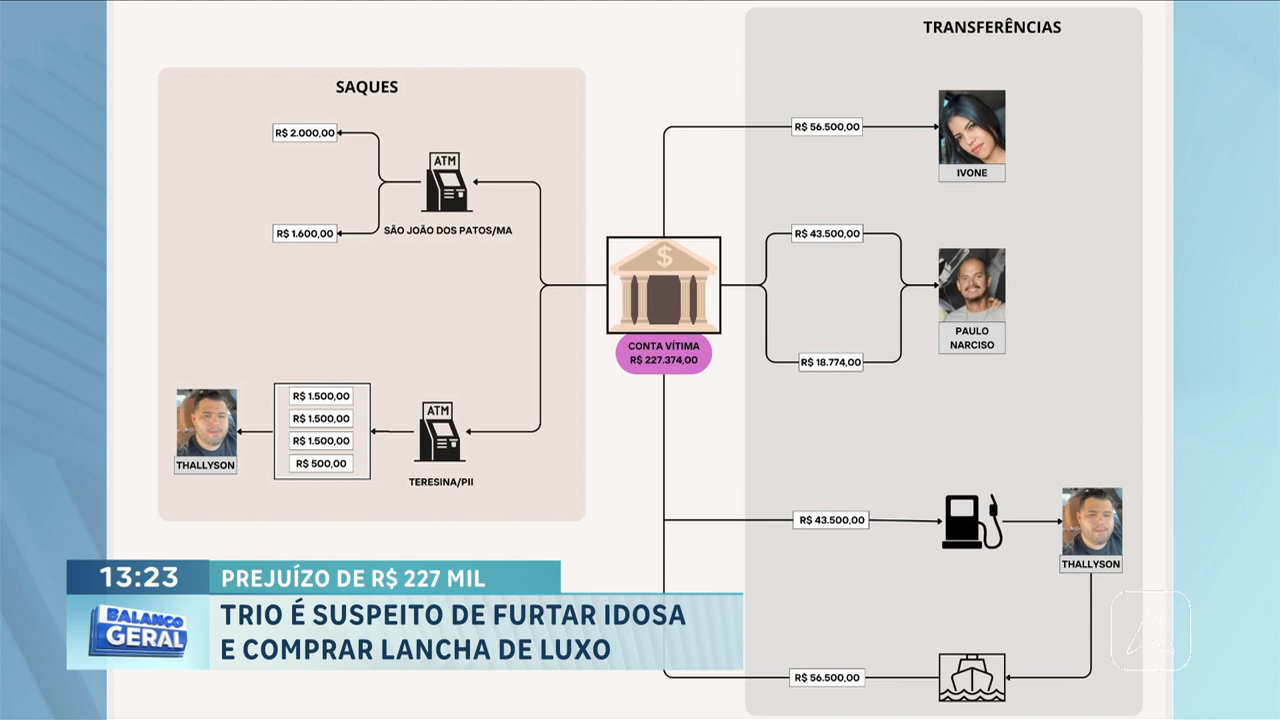 TRANSFERÊNCIAS
SAQUES
R$ 2.000,00
ATM
R$ 1.600,00
SÃO JOÃO DOS PATOS/MA
R$ 56.500,00
IVONE
R$ 43.500,00
$
CONTA VÍTIMA
R$ 227.374,00
R$ 18.774,00
PAULO
NARCISO
THALLYSON
R$ 1.500,00
R$ 1.500,00
R$ 1.500,00
R$ 500,00
ATM
TERESINA/PII
R$ 43.500,00
THALLYSON
R$ 56.500,00
13:23
PREJUÍZO DE R$ 227 MIL
BALANÇO
GERAL
TRIO É SUSPEITO DE FURTAR IDOSA
E COMPRAR LANCHA DE LUXO